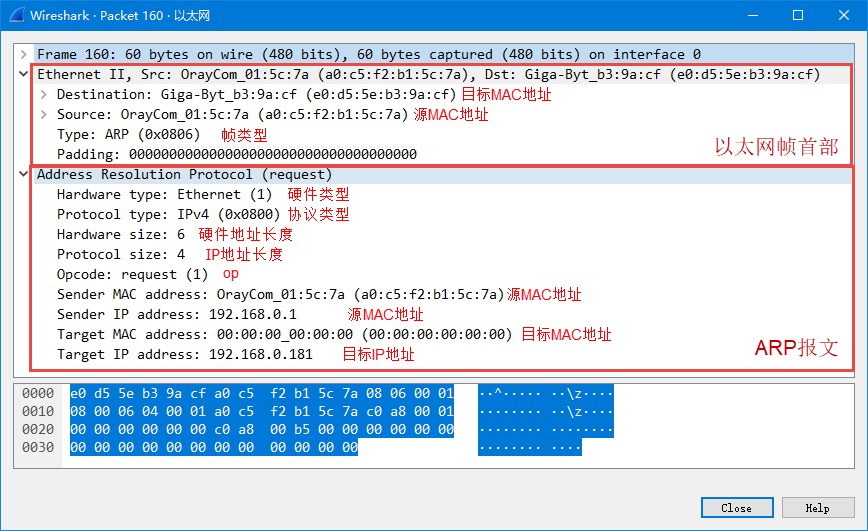 Wireshark · Packet 160 · 以太网
Frame 160: 60 bytes on wire (480 bits), 60 bytes captured (480 bits) on interface 0
Ethernet II, Src: OrayCom_01:5c:7a (a0:c5:f2:b1:5c:7a), Dst: Giga-Byt_b3:9a:cf (e0:d5:5e:b3:9a:cf)
Destination: Giga-Byt_b3:9a:cf (e0:d5:5e:b3:9a:cf) 目标MAC地址
Source: OrayCom_01:5c:7a (a0:c5:f2:b1:5c:7a) 源MAC地址
Type: ARP (0x0806) 帧类型
Padding: 000000000000000000000000000000000000
以太网帧首部
Address Resolution Protocol (request)
Hardware type: Ethernet (1) 硬件类型
Protocol type: IPv4 (0x0800) 协议类型
Hardware size: 6 硬件地址长度
Protocol size: 4 IP地址长度
Opcode: request (1) op
Sender MAC address: OrayCom_01:5c:7a (a0:c5:f2:b1:5c:7a) 源MAC地址
Sender IP address: 192.168.0.1 源MAC地址
Target MAC address: 00:00:00_00:00:00 (00:00:00:00:00:00) 目标MAC地址
Target IP address: 192.168.0.181 目标IP地址
ARP报文
0000 e0 d5 5e b3 9a cf a0 c5 f2 b1 5c 7a 08 06 00 01 ··^····· ··\z····
0010 08 00 06 04 00 01 a0 c5 f2 b1 5c 7a c0 a8 00 01 ········ ··\z····
0020 00 00 00 00 00 00 c0 a8 00 b5 00 00 00 00 00 00 ········ ········
0030 00 00 00 00 00 00 00 00 00 00 00 00 ········ ····
Close Help